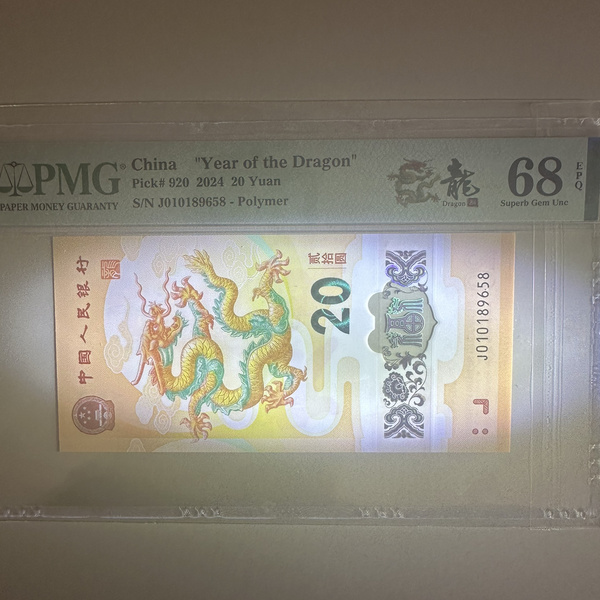 PMG®
PAPER MONEY GUARANTY
China "Year of the Dragon"
Pick# 920 2024 20 Yuan
S/N J010189658 - Polymer
龍
Dragon
68
EPQ
Superb Gem Unc
中国人民银行
贰拾圆
20
J010189658